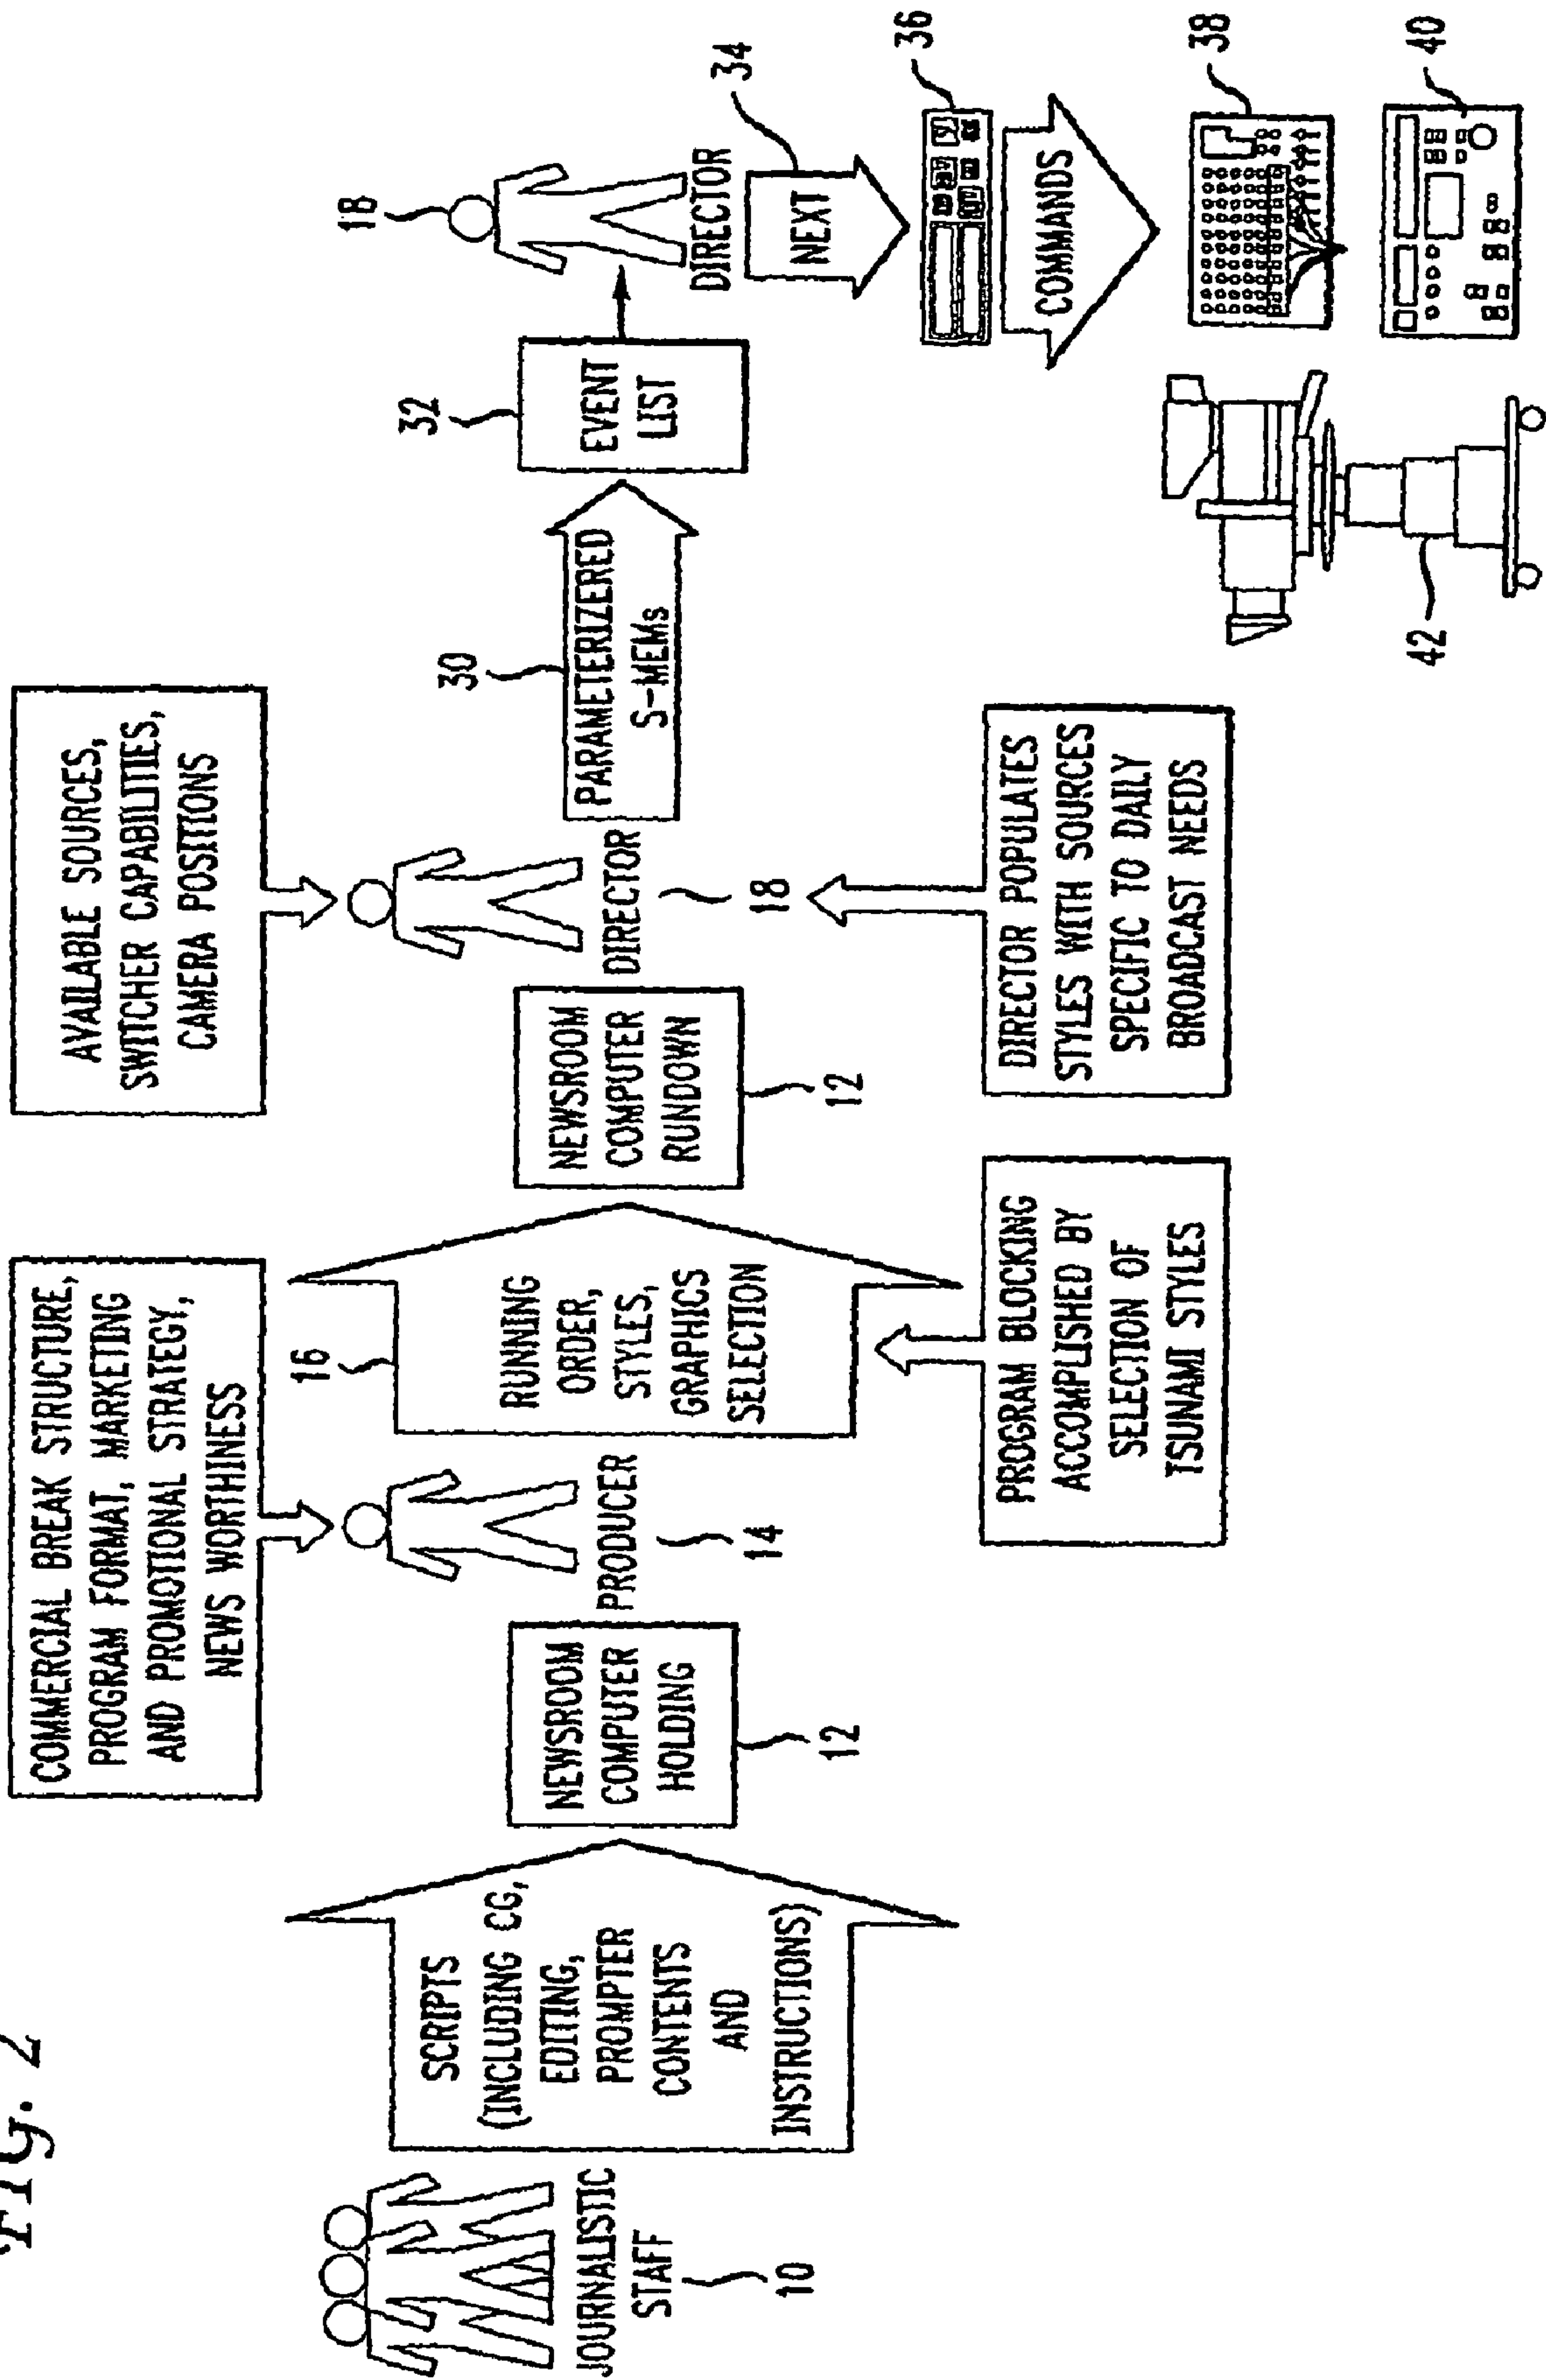 FIG. 2
COMMERCIAL BREAK STRUCTURE,
PROGRAM FORMAT, MARKETING
AND PROMOTIONAL STRATEGY,
NEWS WORTHINESS
AVAILABLE SOURCES,
SWITCHER CAPABILITIES,
CAMERA POSITIONS
JOURNALISTIC
STAFF
10
SCRIPTS
(INCLUDING CG,
EDITING,
PROMPTER
CONTENTS
AND
INSTRUCTIONS)
NEWSROOM
COMPUTER
HOLDING
12
PRODUCER
14
16
RUNNING
ORDER,
STYLES,
GRAPHICS
SELECTION
NEWSROOM
COMPUTER
RUNDOWN
12
DIRECTOR
18
30
PARAMETERIZERED
S-MEMs
32
EVENT
LIST
18
DIRECTOR
NEXT
34
36
COMMANDS
38
40
42
PROGRAM BLOCKING
ACCOMPLISHED BY
SELECTION OF
TSUNAMI STYLES
DIRECTOR POPULATES
STYLES WITH SOURCES
SPECIFIC TO DAILY
BROADCAST NEEDS